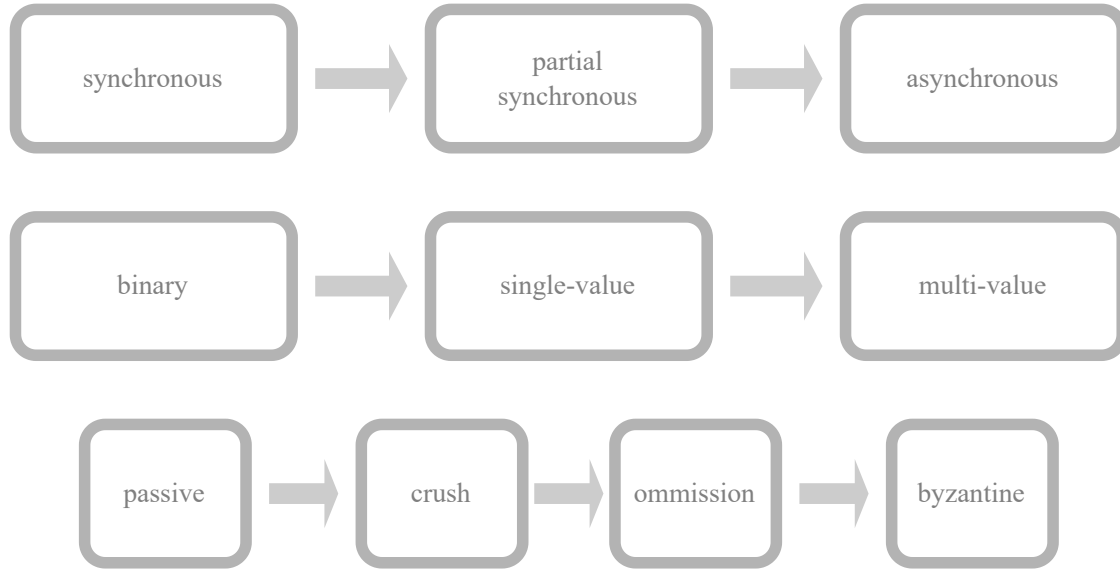 synchronous
partial
synchronous
asynchronous
binary
single-value
multi-value
passive
crush
ommission
byzantine